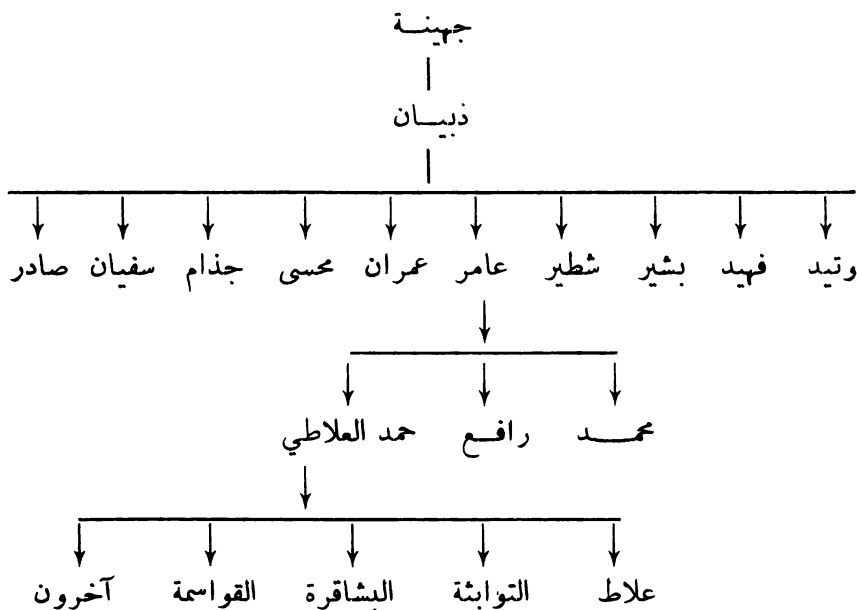 جهينة
ذبيان
وتيد فهيد بشير شطير عامر عمران محسى جذام سفيان صادر
محمد رافع حمد العلاطي
علاط التوابثة البشاقرة القواسمة آخرون